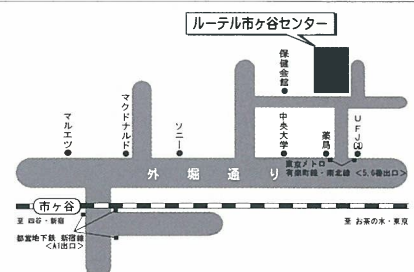 ルーテル市ヶ谷センター
保健会館
マクドナルド
マルエツ
ソニー
中央大学
薬局
UFJ
外堀通り
東京メトロ
有楽町線・南北線 <5,6番出口>
市ヶ谷
至 四谷・新宿
至 お茶の水・東京
都営地下鉄 新宿線
<A1出口>